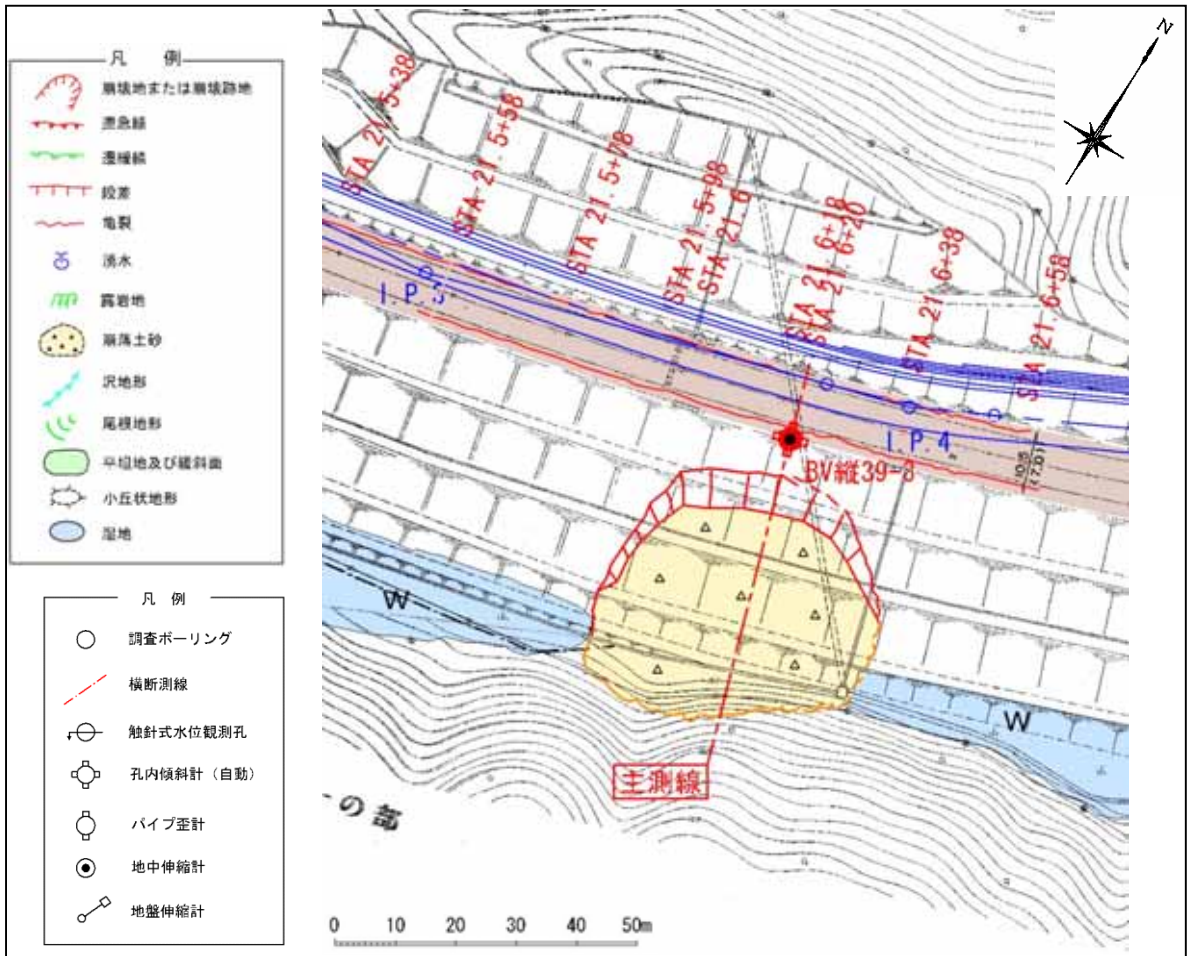 凡 例
崩壊地または崩壊跡地
遷急線
遷緩線
段差
亀裂
湧水
露岩地
崩落土砂
沢地形
尾根地形
平坦地及び緩斜面
小丘状地形
湿地
凡 例
調査ボーリング
横断測線
触針式水位観測孔
孔内傾斜計（自動）
パイプ歪計
地中伸縮計
地盤伸縮計
N
STA 21.5+38
STA 21.5+58
STA 21.5+78
STA 21.5+98
STA 21.6
STA 21.6+18
STA 21.6+20
STA 21.6+38
STA 21.6+58
I.P.3
I.P.4
BV縦39-3
W
W
主測線
の部
0 10 20 30 40 50m